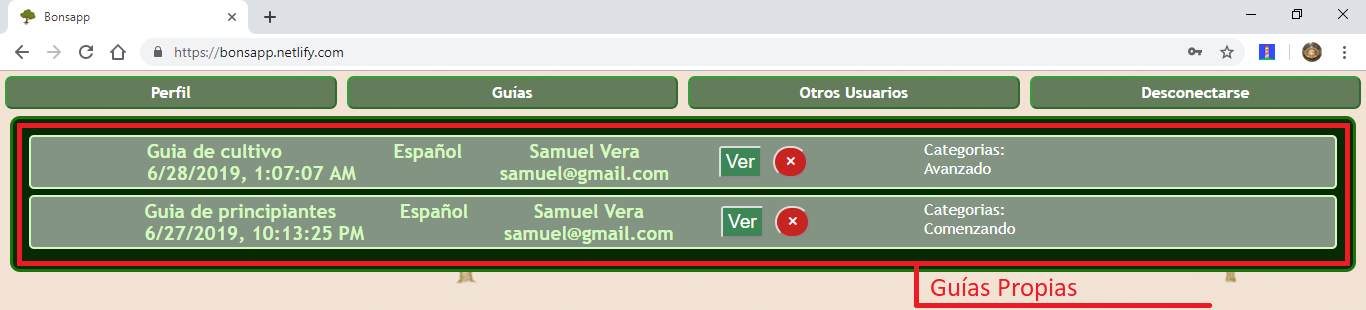 Bonsapp
https://bonsapp.netlify.com
Perfil Guías Otros Usuarios Desconectarse
Guia de cultivo Español Samuel Vera Ver × Categorias:
6/28/2019, 1:07:07 AM samuel@gmail.com Avanzado
Guia de principiantes Español Samuel Vera Ver × Categorias:
6/27/2019, 10:13:25 PM samuel@gmail.com Comenzando
Guías Propias